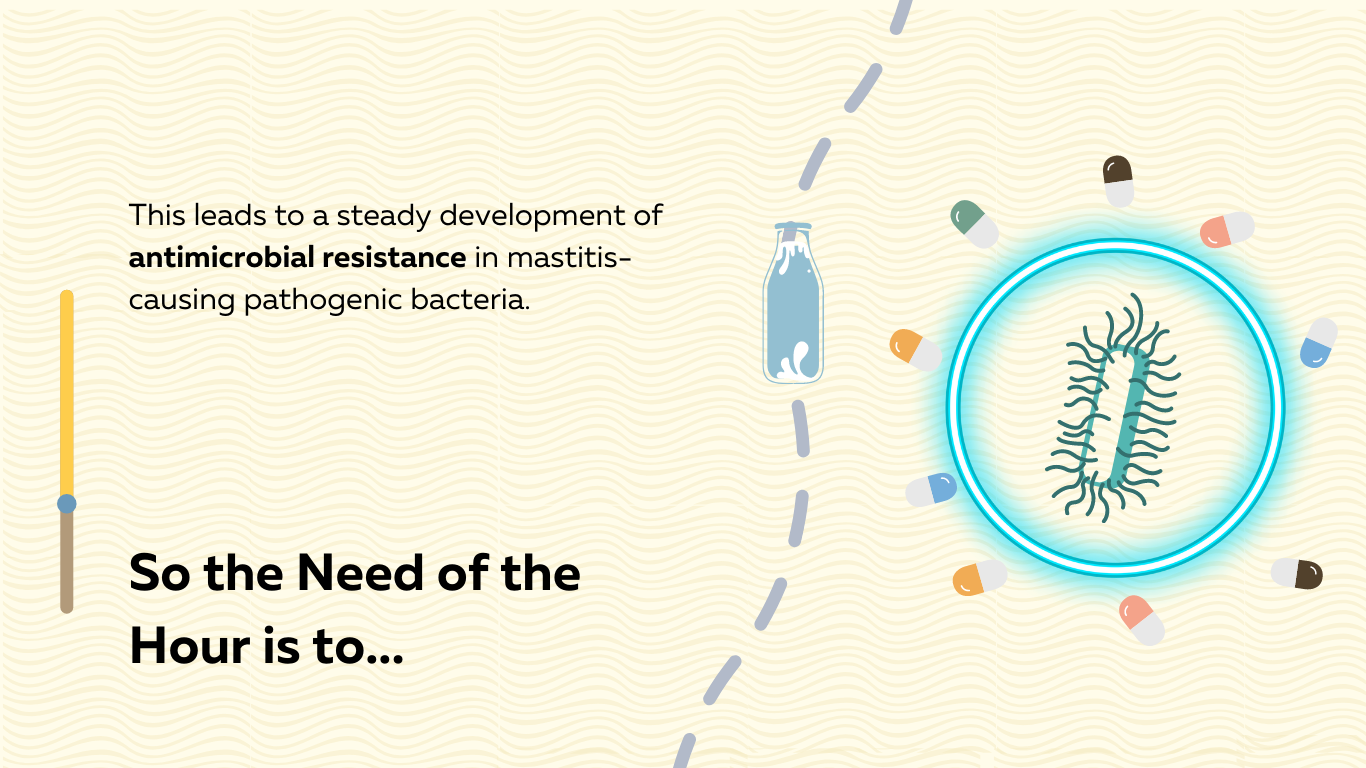 This leads to a steady development of
antimicrobial resistance in mastitis-
causing pathogenic bacteria.
So the Need of the
Hour is to...